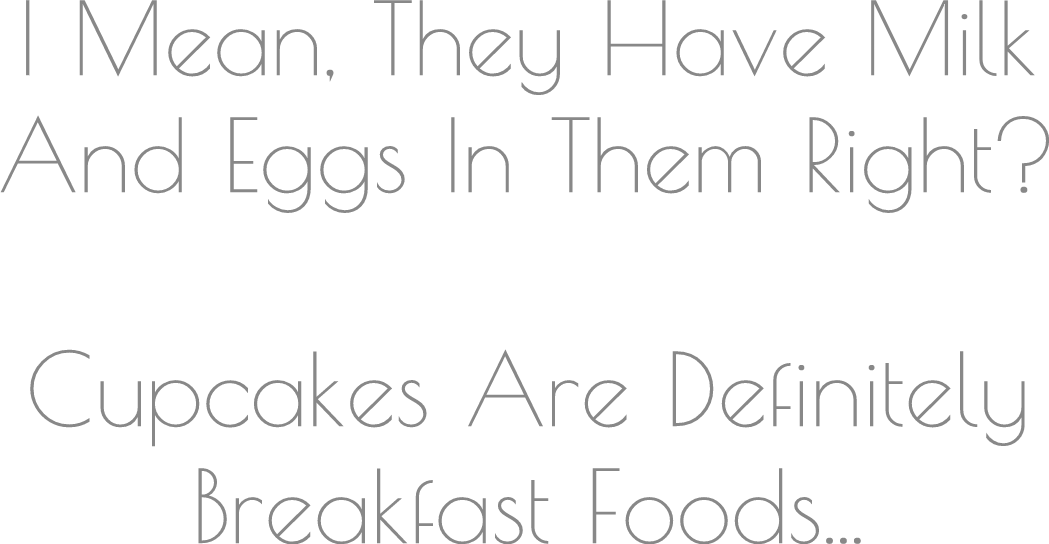 I Mean, They Have Milk
And Eggs In Them Right?
Cupcakes Are Definitely
Breakfast Foods...